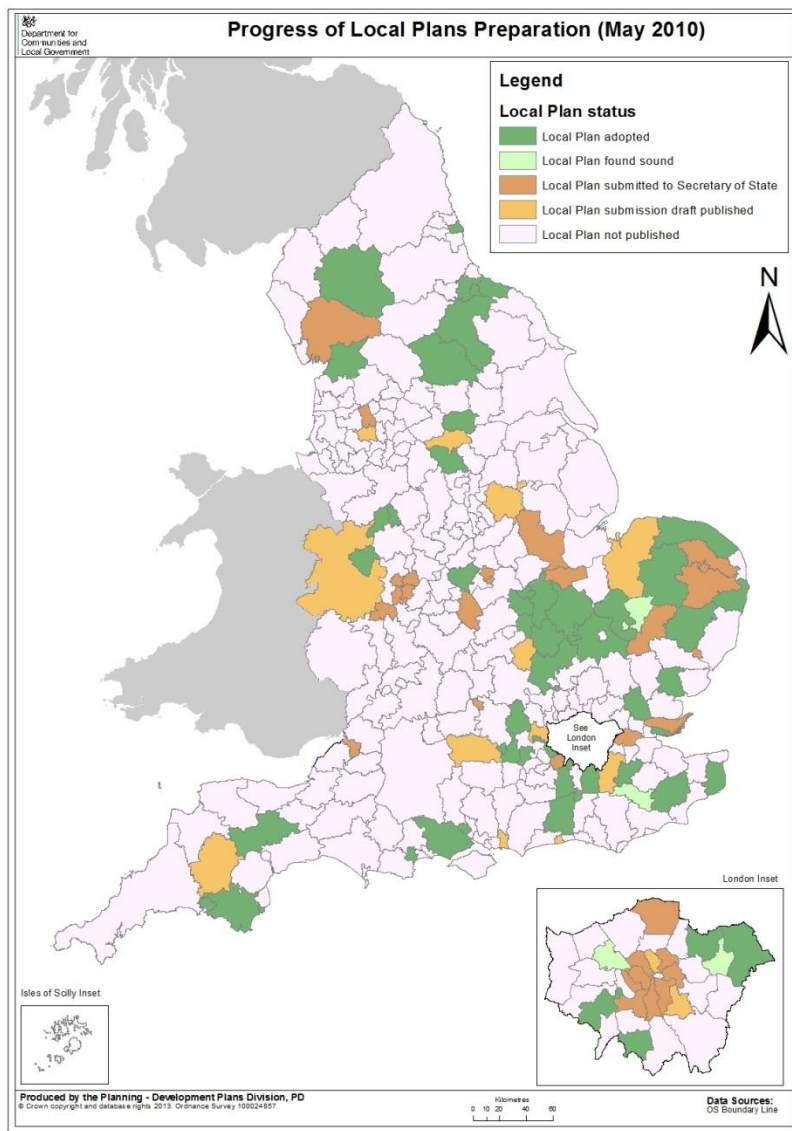 Department for
Communities and
Local Government
Progress of Local Plans Preparation (May 2010)
Legend
Local Plan status
Local Plan adopted
Local Plan found sound
Local Plan submitted to Secretary of State
Local Plan submission draft published
Local Plan not published
N
See
London
Inset
London Inset
Isles of Scilly Inset
Produced by the Planning - Development Plans Division, PD
© Crown copyright and database rights 2013. Ordnance Survey 100024857
Kilometres
0 10 20 40 60
Data Sources:
OS Boundary Line